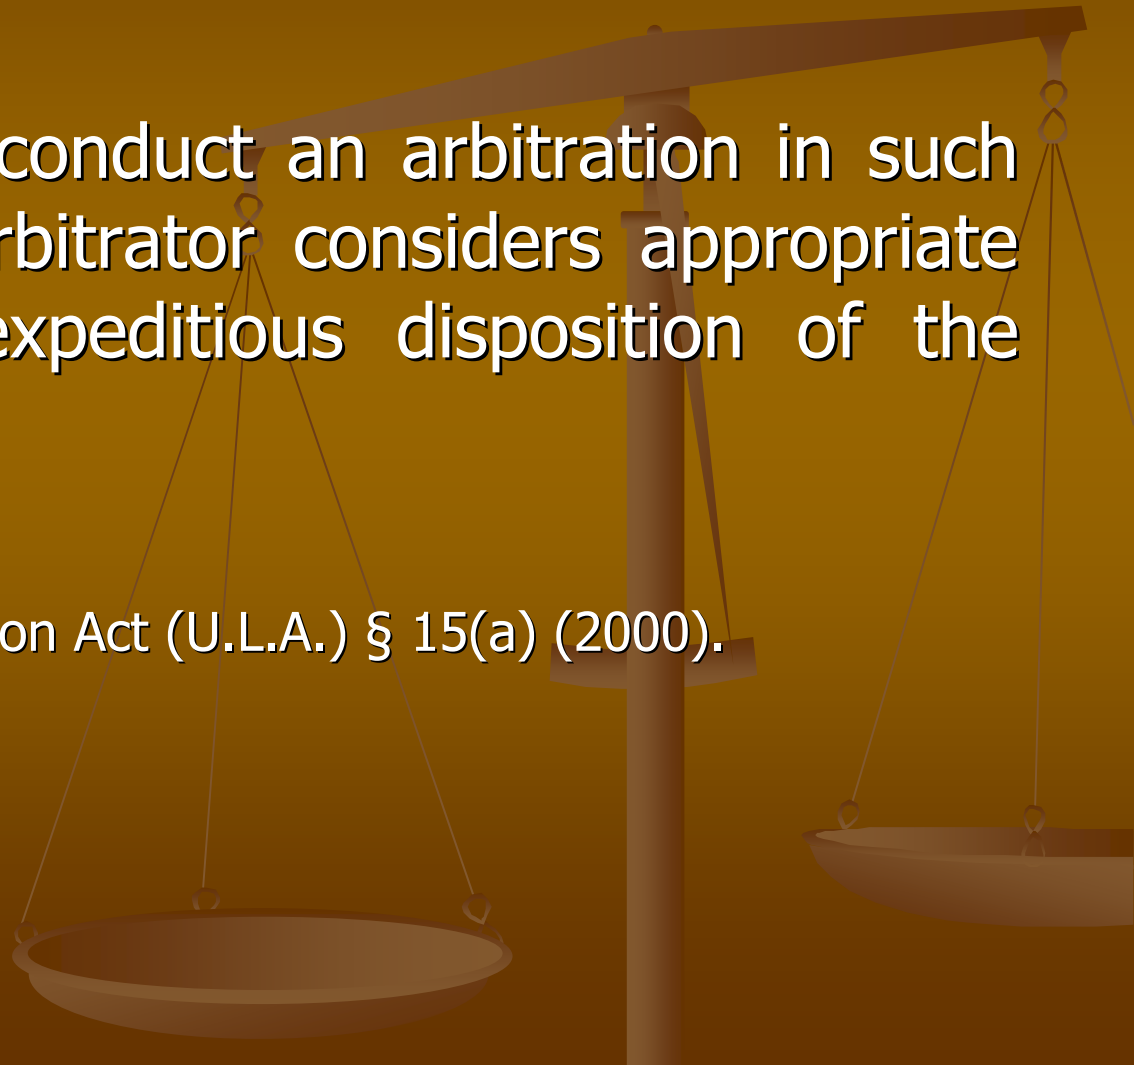 conduct an arbitration in such
rbitrator considers appropriate
expeditious disposition of the
on Act (U.L.A.) § 15(a) (2000).